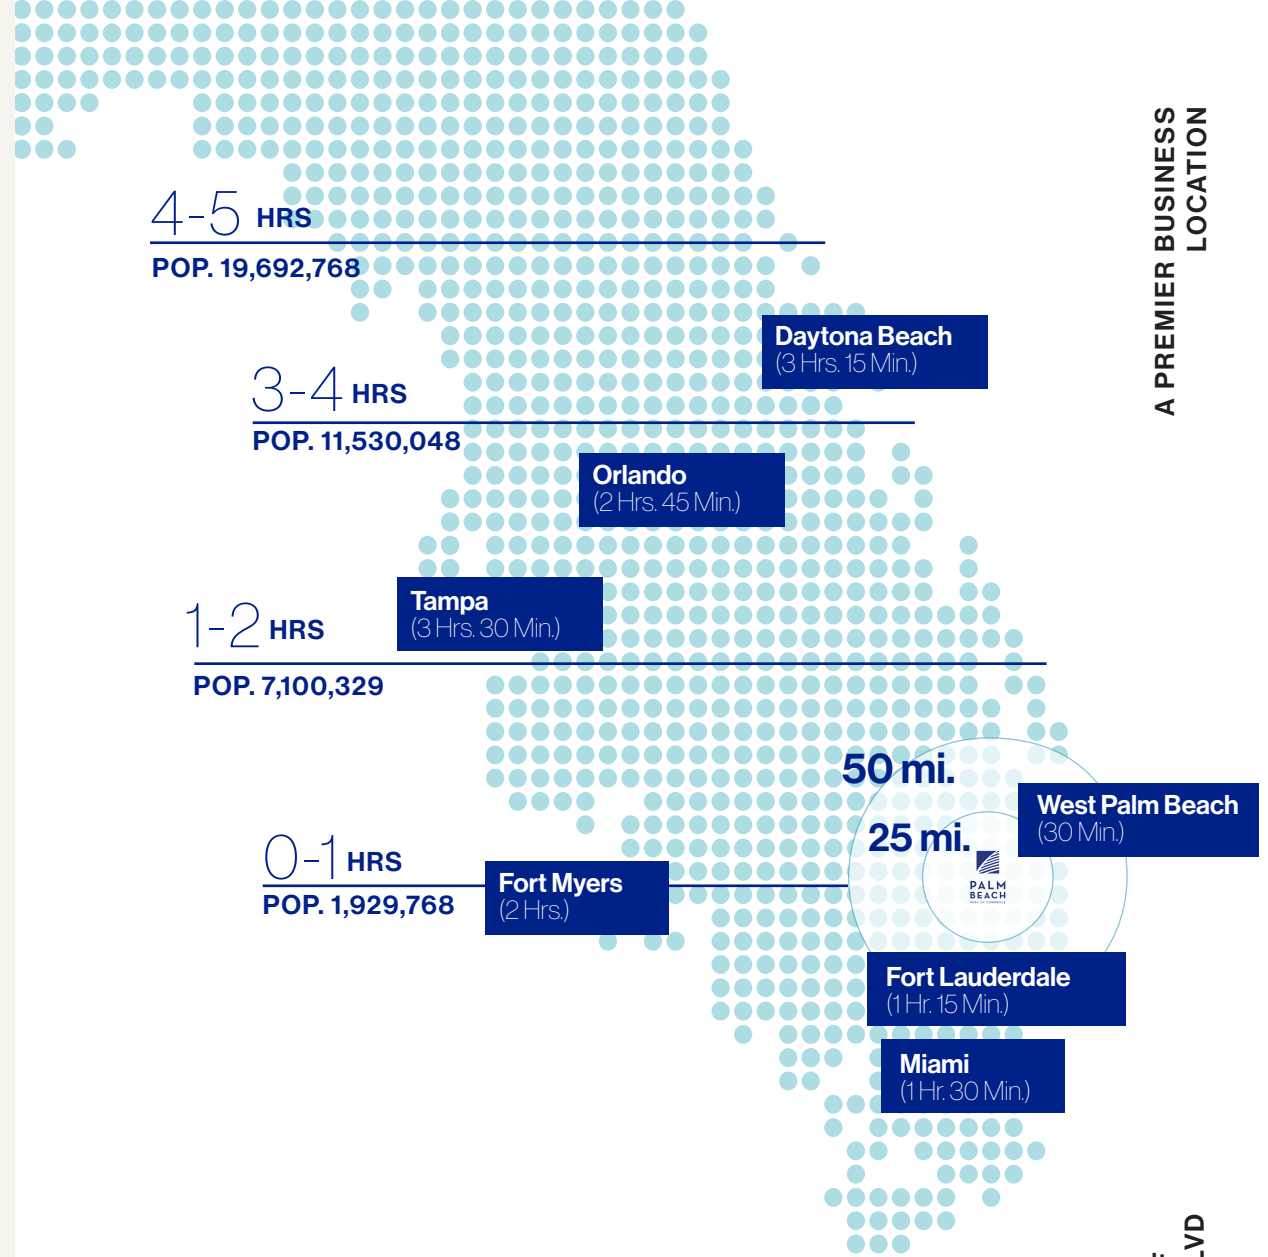 A PREMIER BUSINESS
LOCATION
4-5 HRS
POP. 19,692,768
Daytona Beach
(3 Hrs. 15 Min.)
3-4 HRS
POP. 11,530,048
Orlando
(2 Hrs. 45 Min.)
Tampa
(3 Hrs. 30 Min.)
1-2 HRS
POP. 7,100,329
50 mi.
West Palm Beach
(30 Min.)
25 mi.
PALM
BEACH
PARK OF COMMERCE
0-1 HRS
POP. 1,929,768
Fort Myers
(2 Hrs.)
Fort Lauderdale
(1 Hr. 15 Min.)
Miami
(1 Hr. 30 Min.)